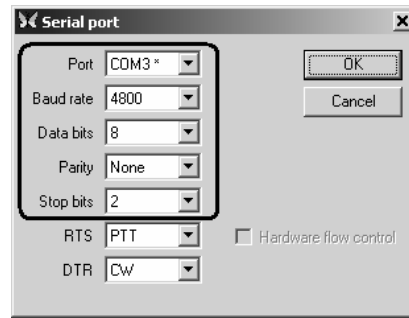 Serial port
Port COM3 *
OK
Baud rate 4800
Cancel
Data bits 8
Parity None
Stop bits 2
RTS PTT
Hardware flow control
DTR CW